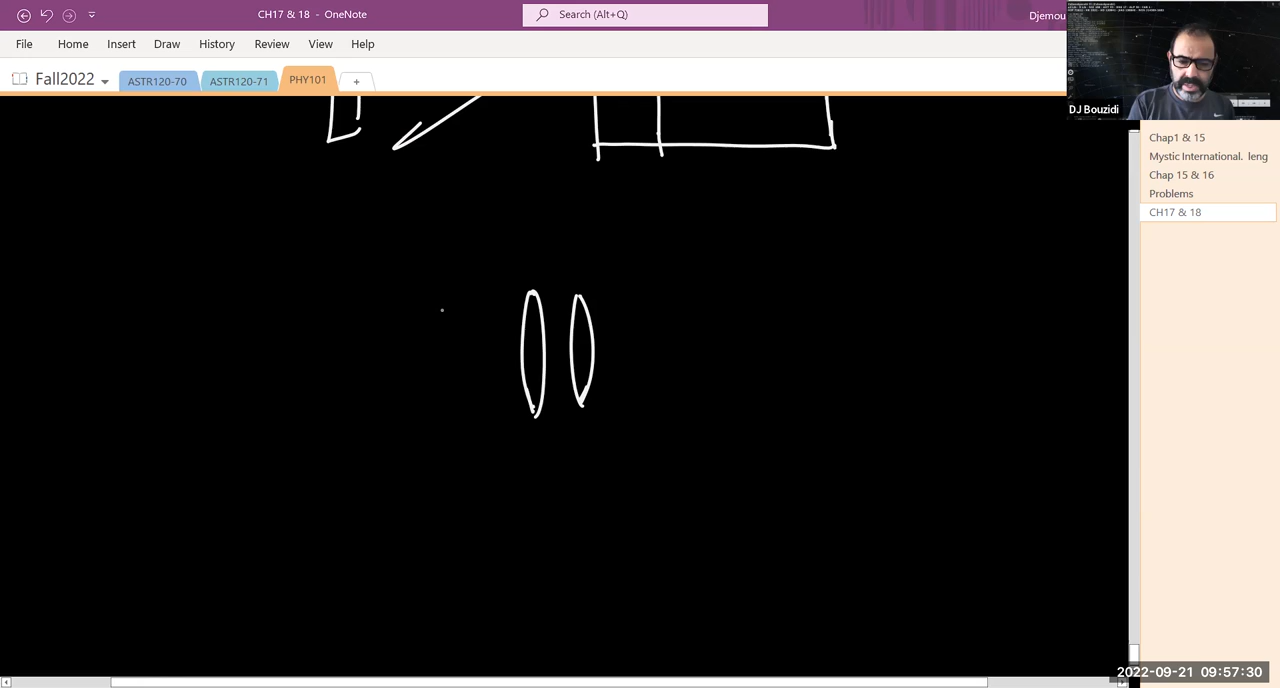 CH17 & 18 - OneNote
Search (Alt+Q)
Djemou
File Home Insert Draw History Review View Help
Fall2022 ASTR120-70 ASTR120-71 PHY101 +
DJ Bouzidi
Chap1 & 15
Mystic International. leng
Chap 15 & 16
Problems
CH17 & 18
2022-09-21 09:57:30